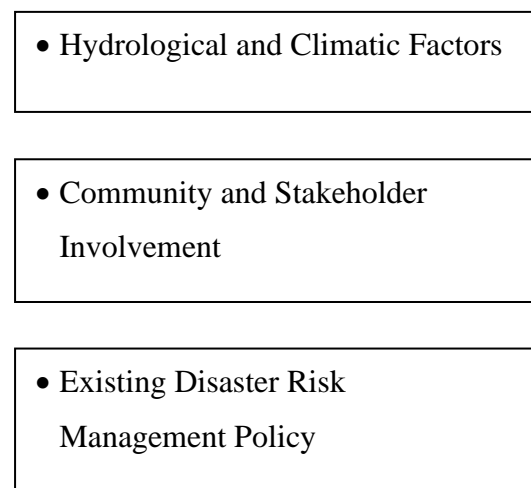 • Hydrological and Climatic Factors
• Community and Stakeholder
Involvement
• Existing Disaster Risk
Management Policy